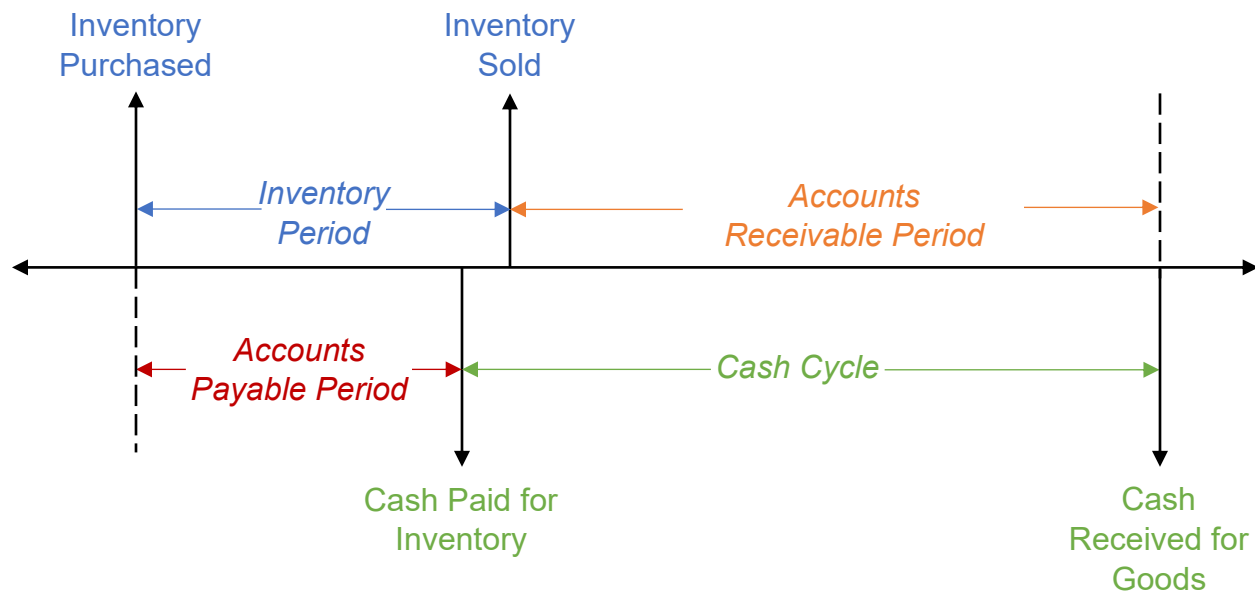 Inventory
Purchased
Inventory
Sold
Inventory
Period
Accounts
Receivable Period
Accounts
Payable Period
Cash Cycle
Cash Paid for
Inventory
Cash
Received for
Goods